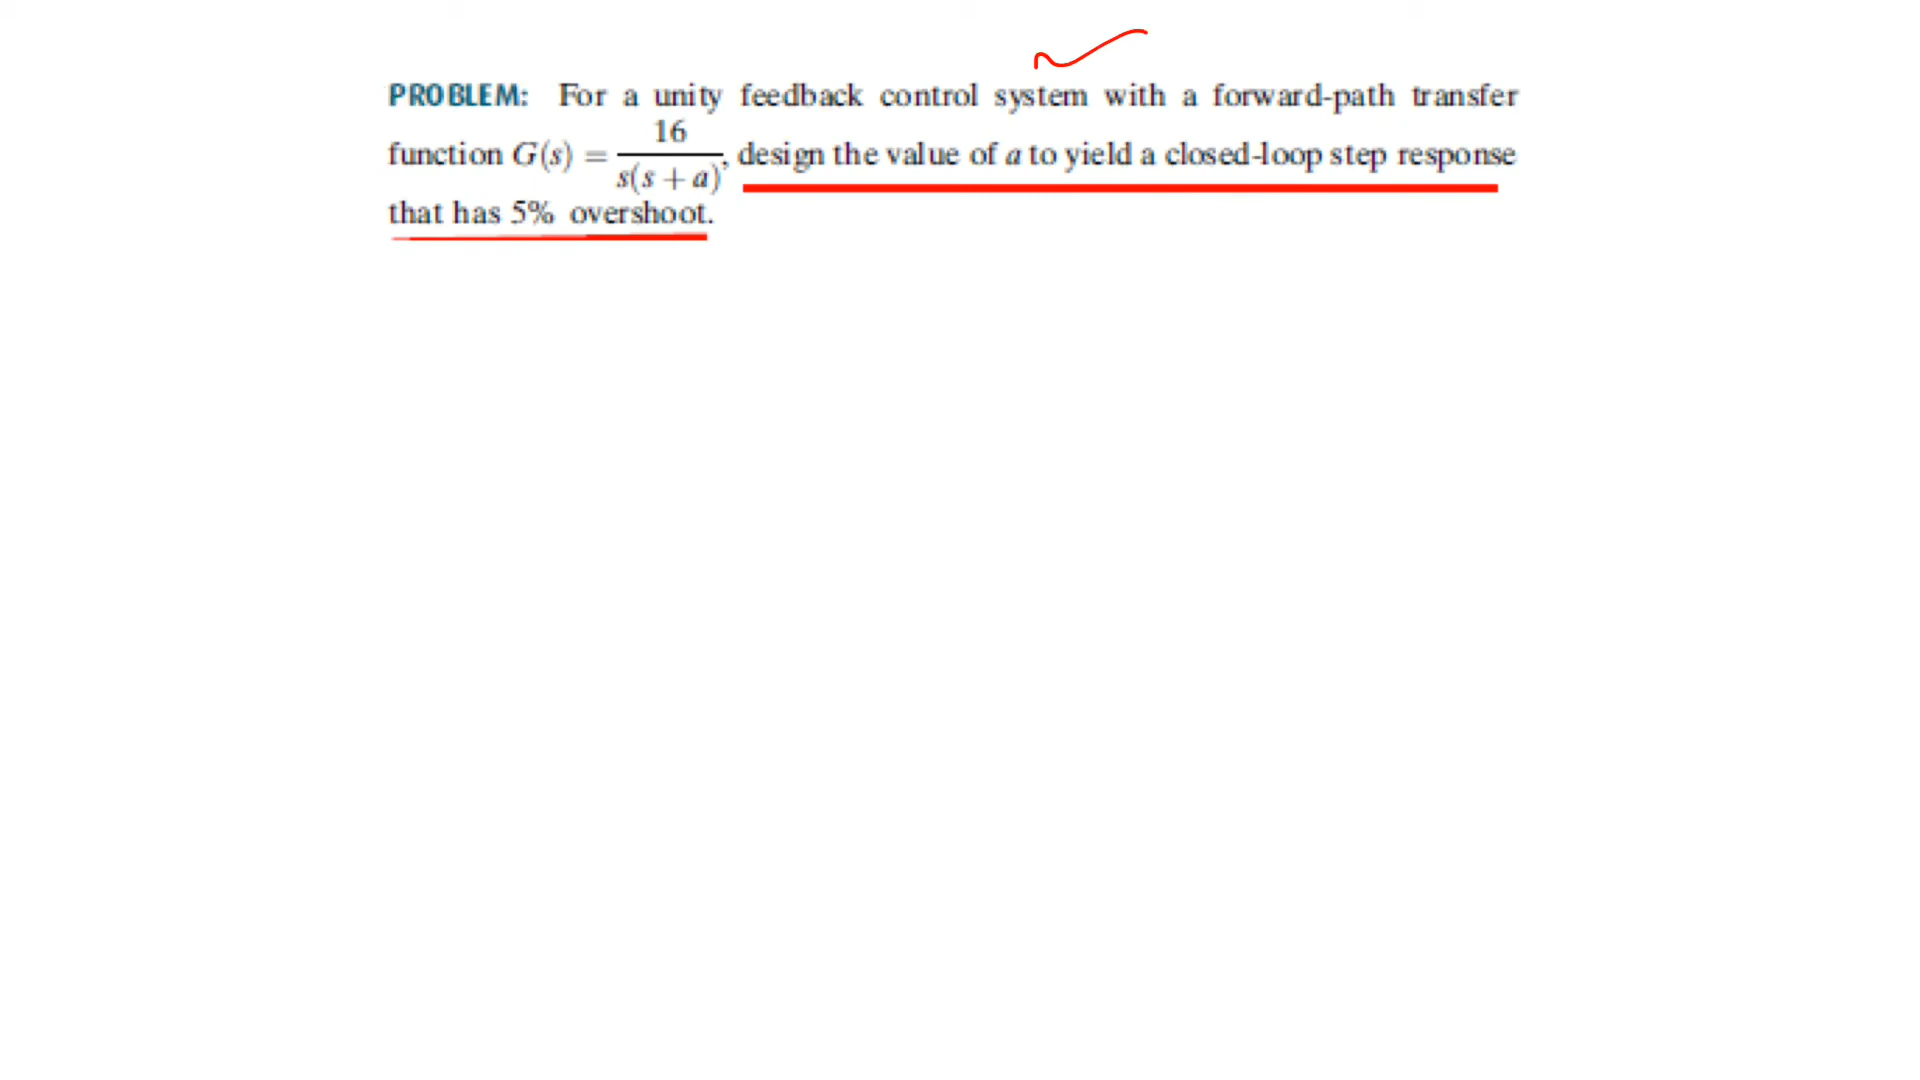 PROBLEM: For a unity feedback control system with a forward-path transfer
function G(s) = 16 / s(s + a), design the value of a to yield a closed-loop step response
that has 5% overshoot.